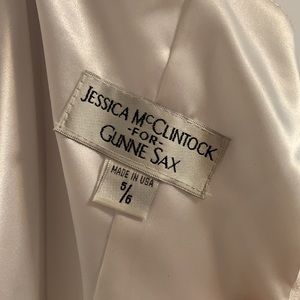 JESSICA MCCLINTOCK
-FOR-
GUNNE SAX
MADE IN USA
5/6